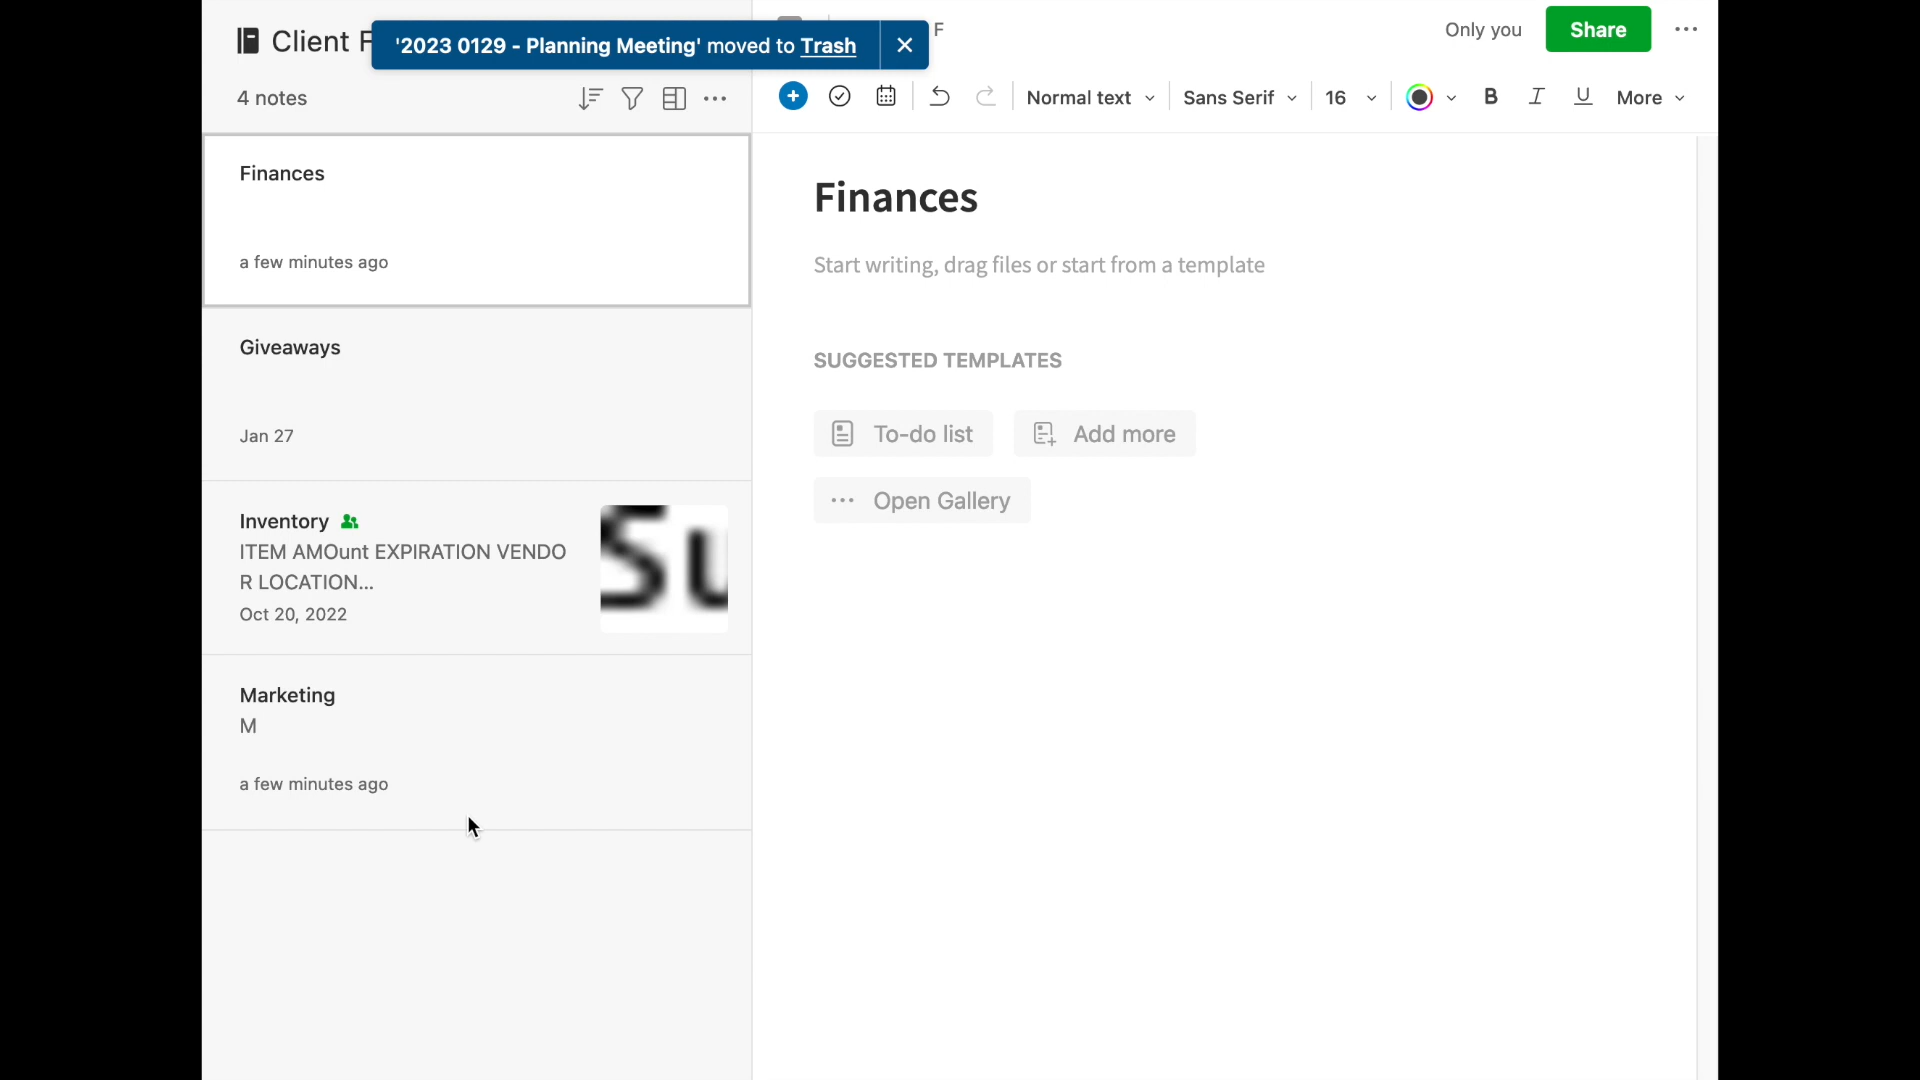 Client F
'2023 0129 - Planning Meeting' moved to Trash
F
Only you
Share
4 notes
Normal text
Sans Serif
16
B
I
U
More
Finances
a few minutes ago
Giveaways
Jan 27
Inventory
ITEM AMOunt EXPIRATION VENDO
R LOCATION...
Oct 20, 2022
Su
Marketing
M
a few minutes ago
Finances
Start writing, drag files or start from a template
SUGGESTED TEMPLATES
To-do list
Add more
Open Gallery